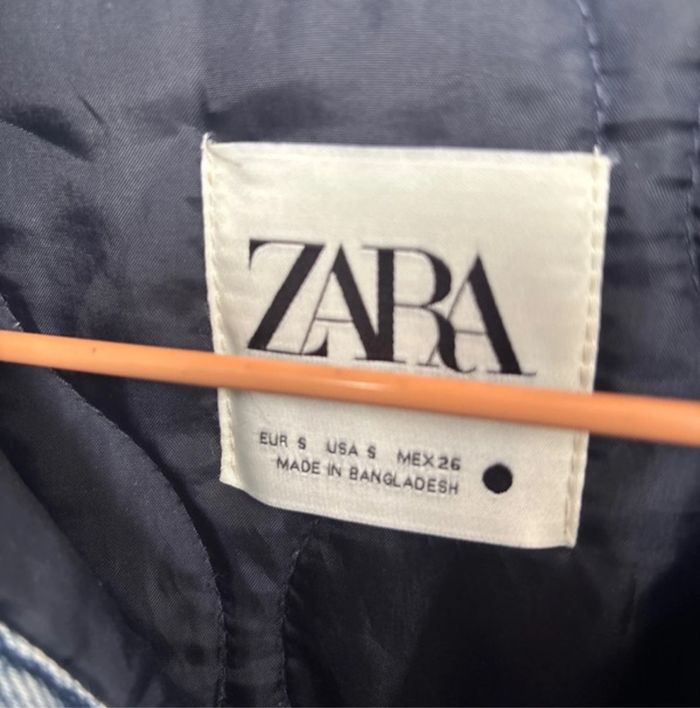 ZARA
EUR S USA S MEX 26
MADE IN BANGLADESH